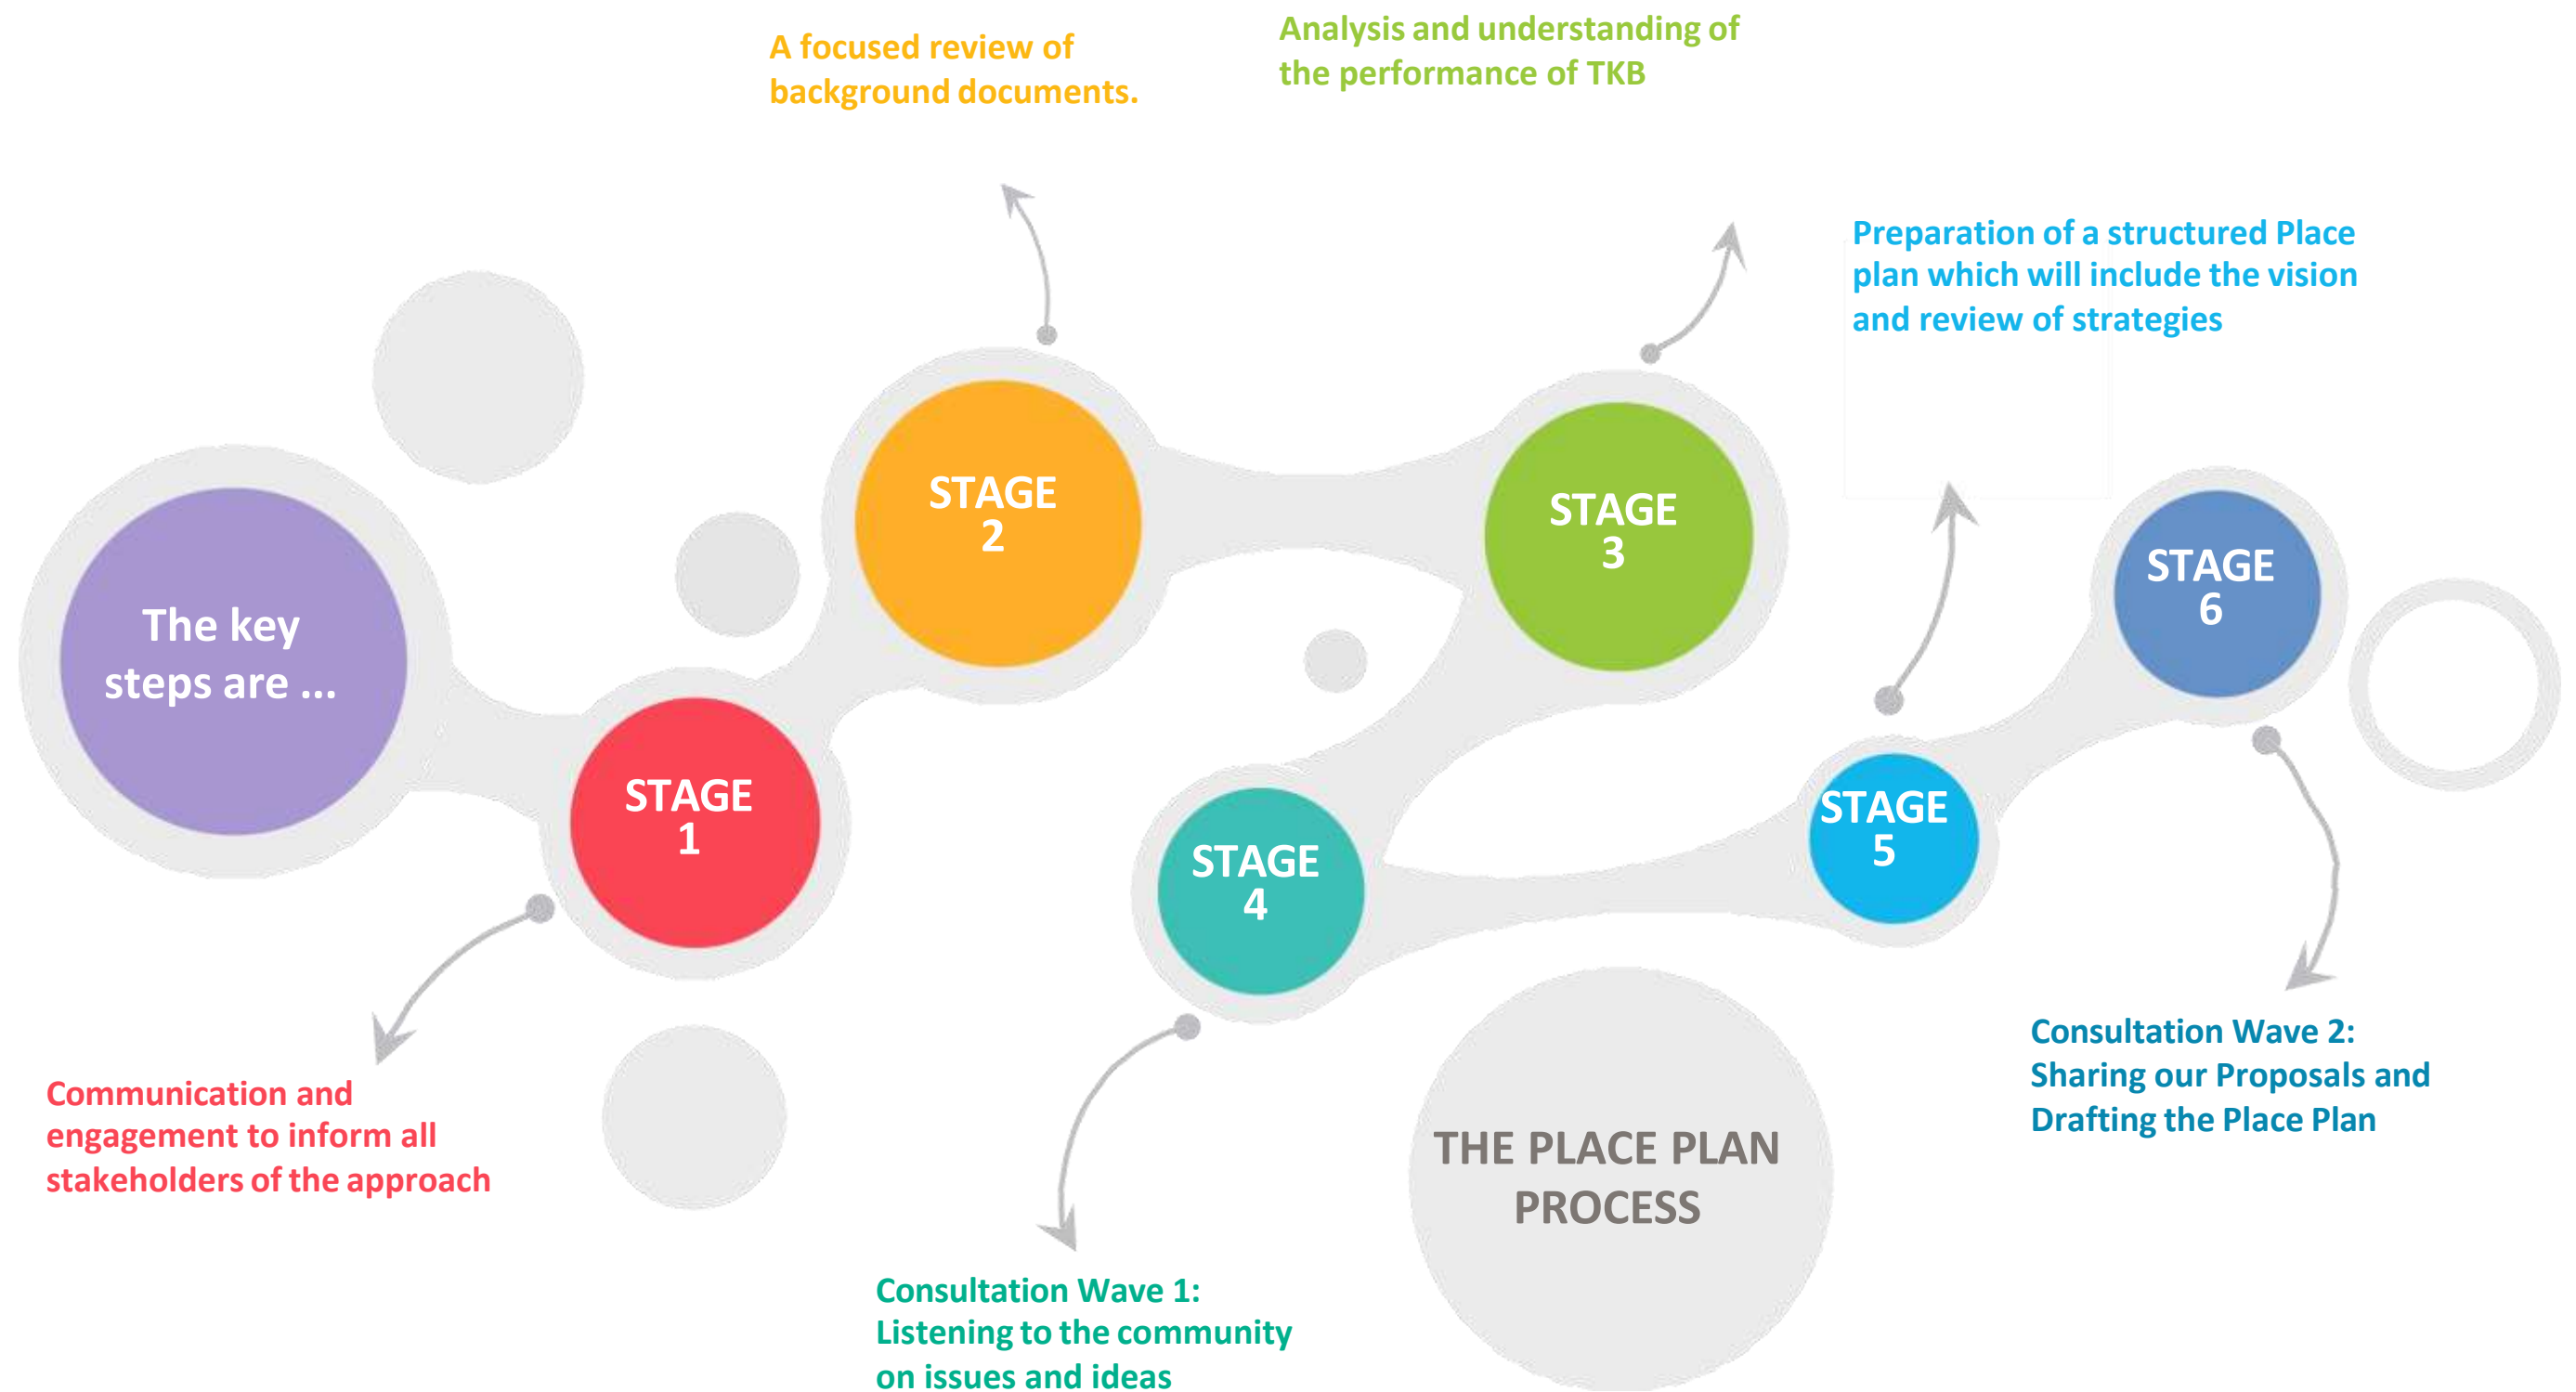 A focused review of
background documents.
Analysis and understanding of
the performance of TKB
Preparation of a structured Place
plan which will include the vision
and review of strategies
The key
steps are ...
STAGE
1
STAGE
2
STAGE
3
STAGE
4
STAGE
5
STAGE
6
Communication and
engagement to inform all
stakeholders of the approach
Consultation Wave 1:
Listening to the community
on issues and ideas
THE PLACE PLAN
PROCESS
Consultation Wave 2:
Sharing our Proposals and
Drafting the Place Plan